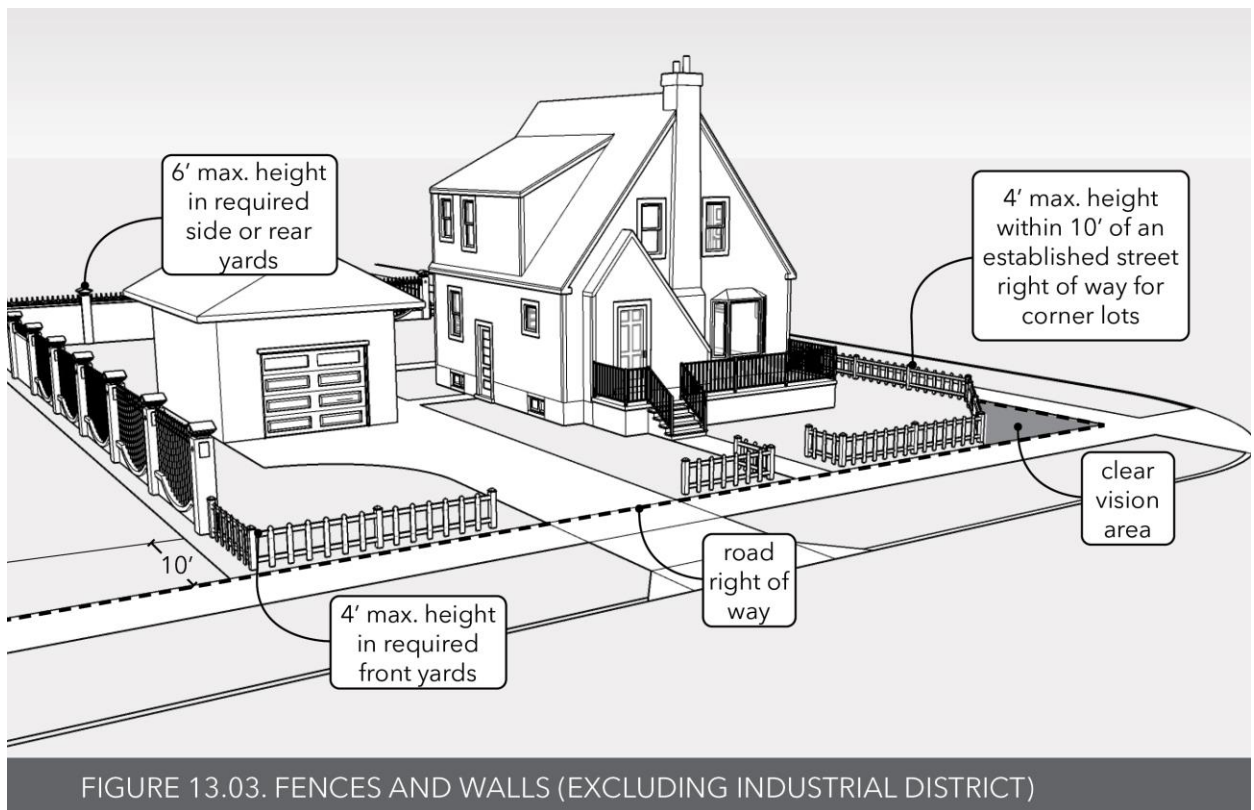 6’ max. height
in required
side or rear
yards
4’ max. height
within 10’ of an
established street
right of way for
corner lots
clear
vision
area
road
right of
way
10’
4’ max. height
in required
front yards
FIGURE 13.03. FENCES AND WALLS (EXCLUDING INDUSTRIAL DISTRICT)